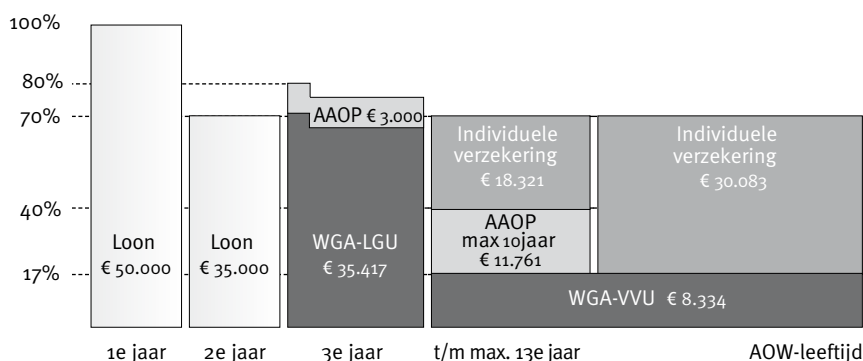 100%
80%
70%
40%
17%
Loon
€ 50.000
Loon
€ 35.000
AAOP € 3.000
WGA-LGU
€ 35.417
Individuele
verzekering
€ 18.321
AAOP
max 10jaar
€ 11.761
Individuele
verzekering
€ 30.083
WGA-VVU € 8.334
1e jaar
2e jaar
3e jaar
t/m max. 13e jaar
AOW-leeftijd